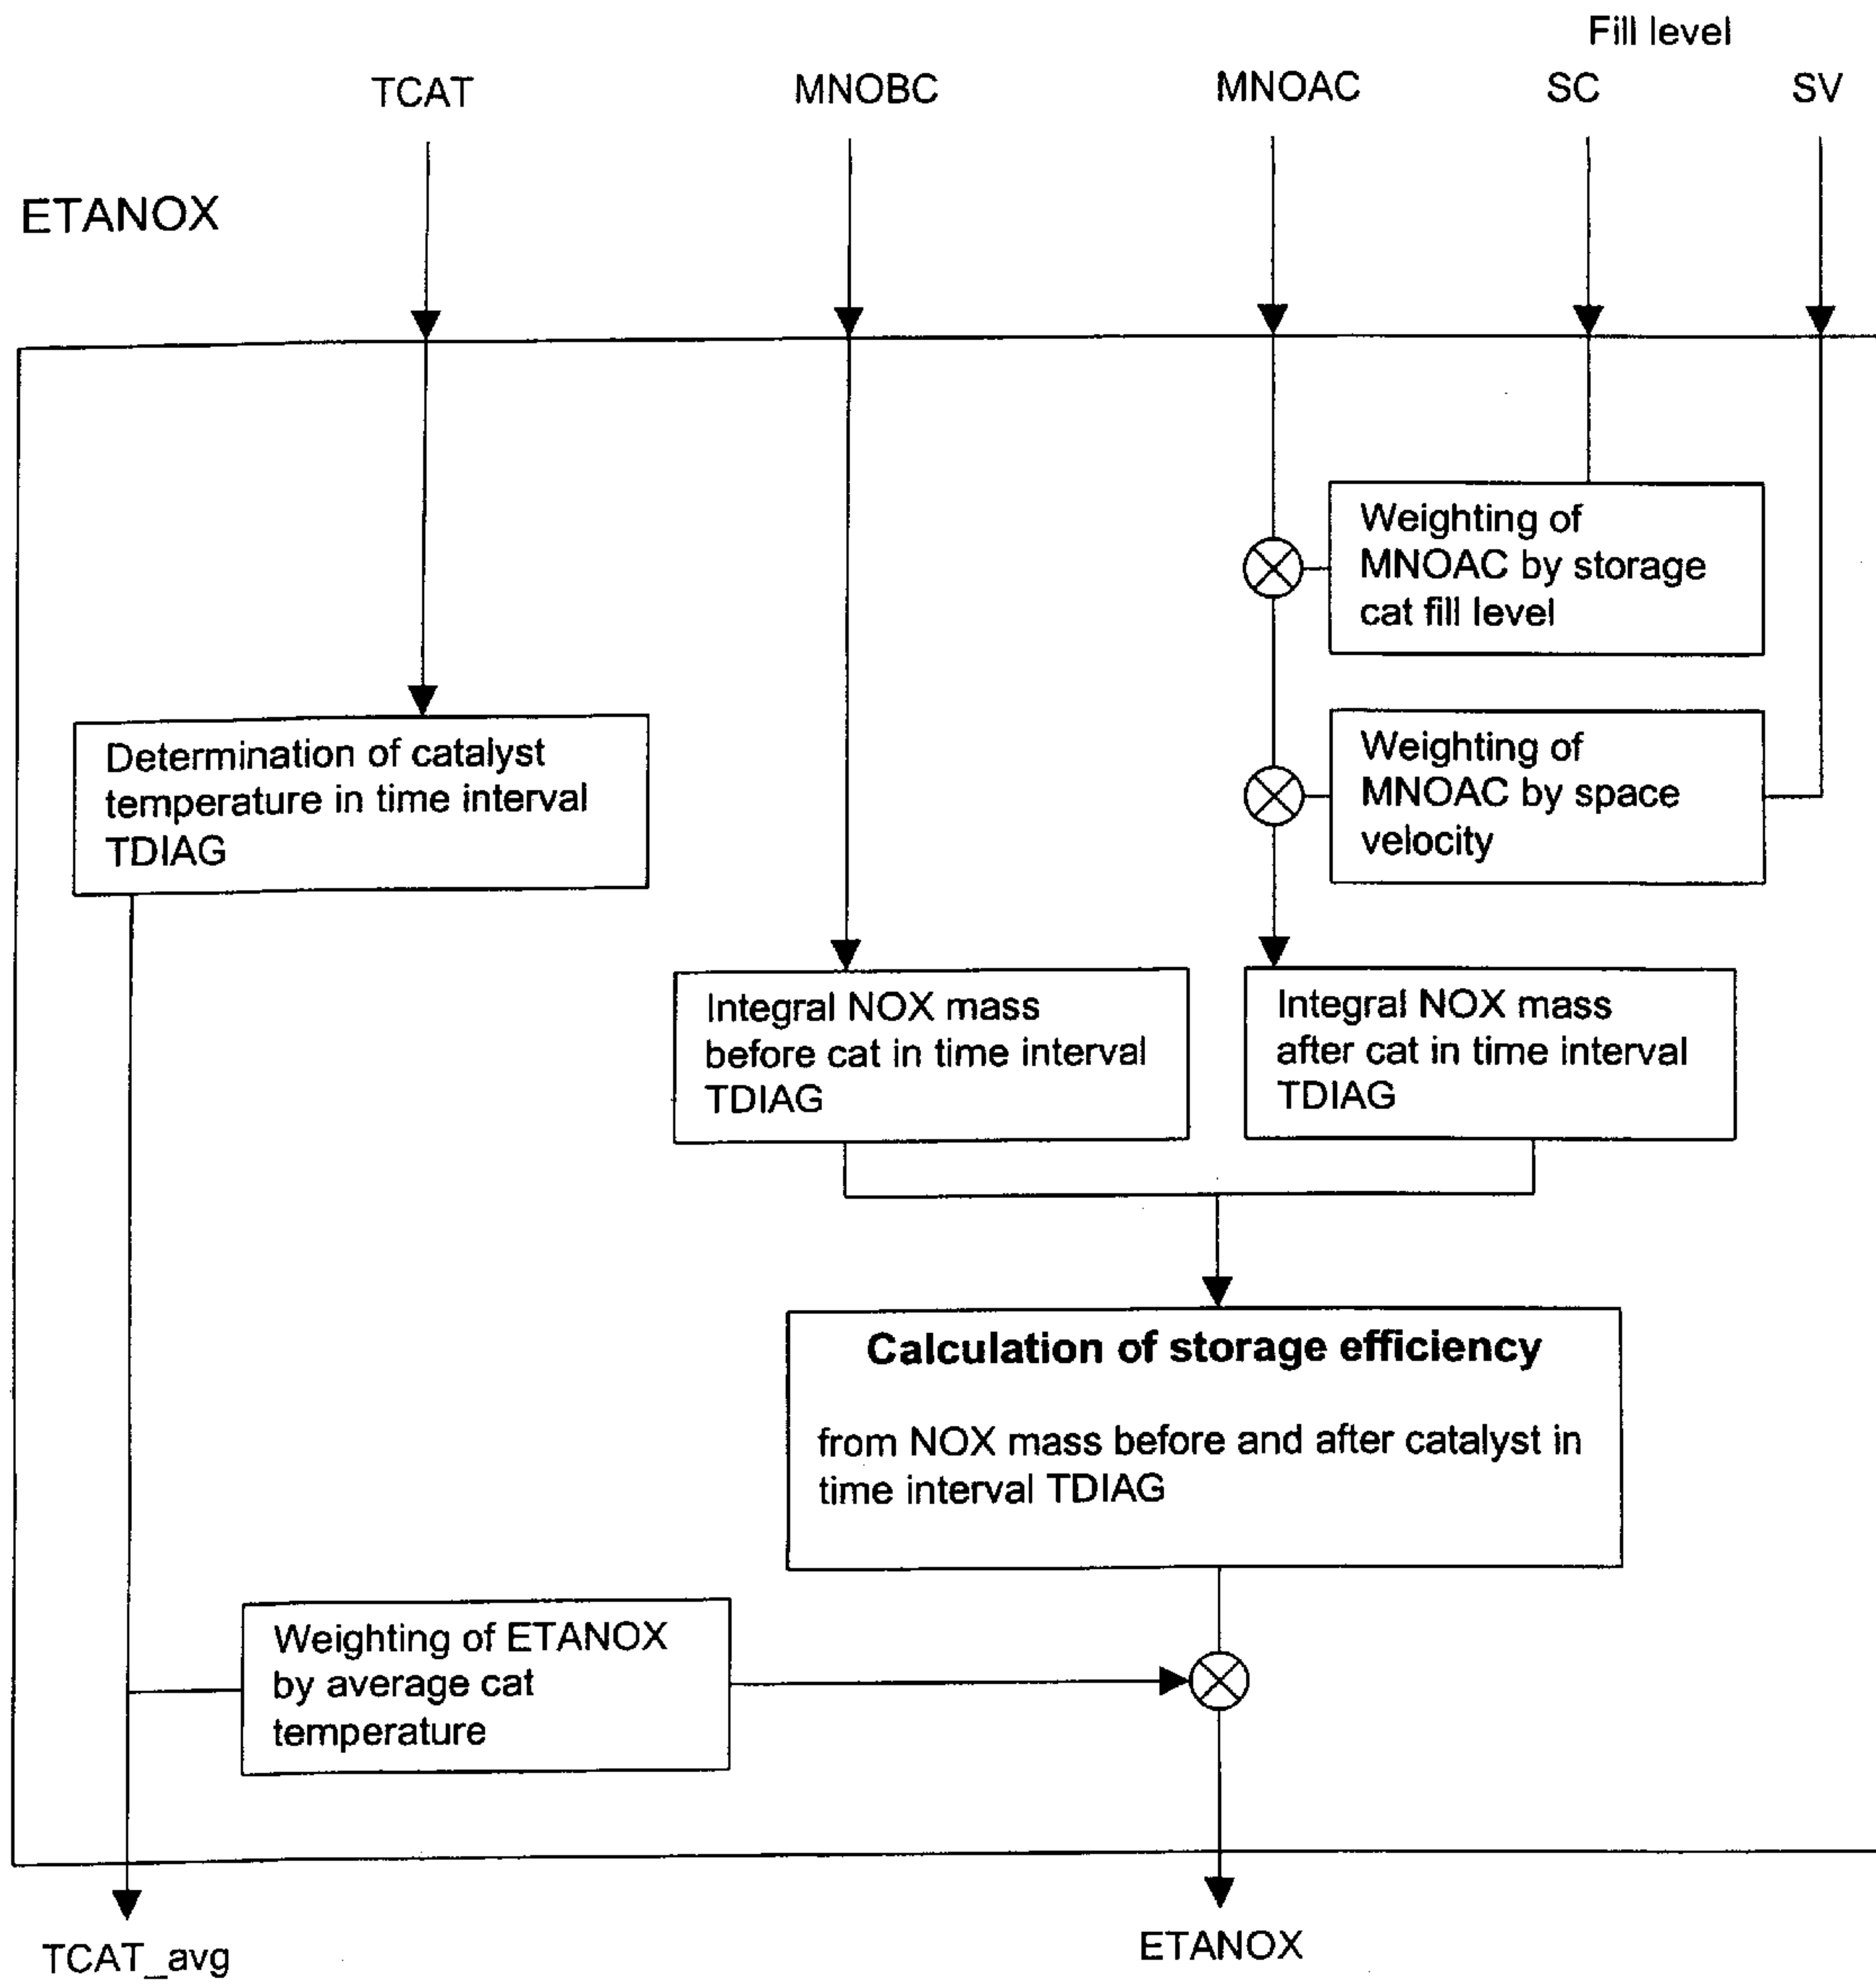 Fill level
TCAT
MNOBC
MNOAC
SC
SV
ETANOX
Weighting of
MNOAC by storage
cat fill level
Determination of catalyst
temperature in time interval
TDIAG
Weighting of
MNOAC by space
velocity
Integral NOX mass
before cat in time interval
TDIAG
Integral NOX mass
after cat in time interval
TDIAG
Calculation of storage efficiency
from NOX mass before and after catalyst in
time interval TDIAG
Weighting of ETANOX
by average cat
temperature
TCAT_avg
ETANOX